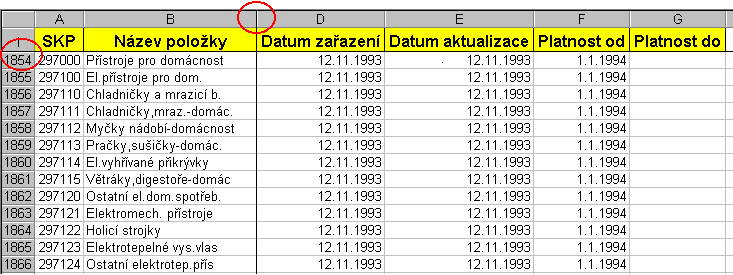 A B D E F G
1 SKP Název položky Datum zařazení Datum aktualizace Platnost od Platnost do
1854 297000 Přístroje pro domácnost 12.11.1993 12.11.1993 1.1.1994
1855 297100 El.přístroje pro dom. 12.11.1993 12.11.1993 1.1.1994
1856 297110 Chladničky a mrazicí b. 12.11.1993 12.11.1993 1.1.1994
1857 297111 Chladničky,mraz.-domác. 12.11.1993 12.11.1993 1.1.1994
1858 297112 Myčky nádobí-domácnost 12.11.1993 12.11.1993 1.1.1994
1859 297113 Pračky,sušičky-domác. 12.11.1993 12.11.1993 1.1.1994
1860 297114 El.vyhřívané přikrývky 12.11.1993 12.11.1993 1.1.1994
1861 297115 Větráky,digestoře-domác 12.11.1993 12.11.1993 1.1.1994
1862 297120 Ostatní el.dom.spotřeb. 12.11.1993 12.11.1993 1.1.1994
1863 297121 Elektromech. přístroje 12.11.1993 12.11.1993 1.1.1994
1864 297122 Holicí strojky 12.11.1993 12.11.1993 1.1.1994
1865 297123 Elektrotepelné vys.vlas 12.11.1993 12.11.1993 1.1.1994
1866 297124 Ostatní elektrotep.přís 12.11.1993 12.11.1993 1.1.1994